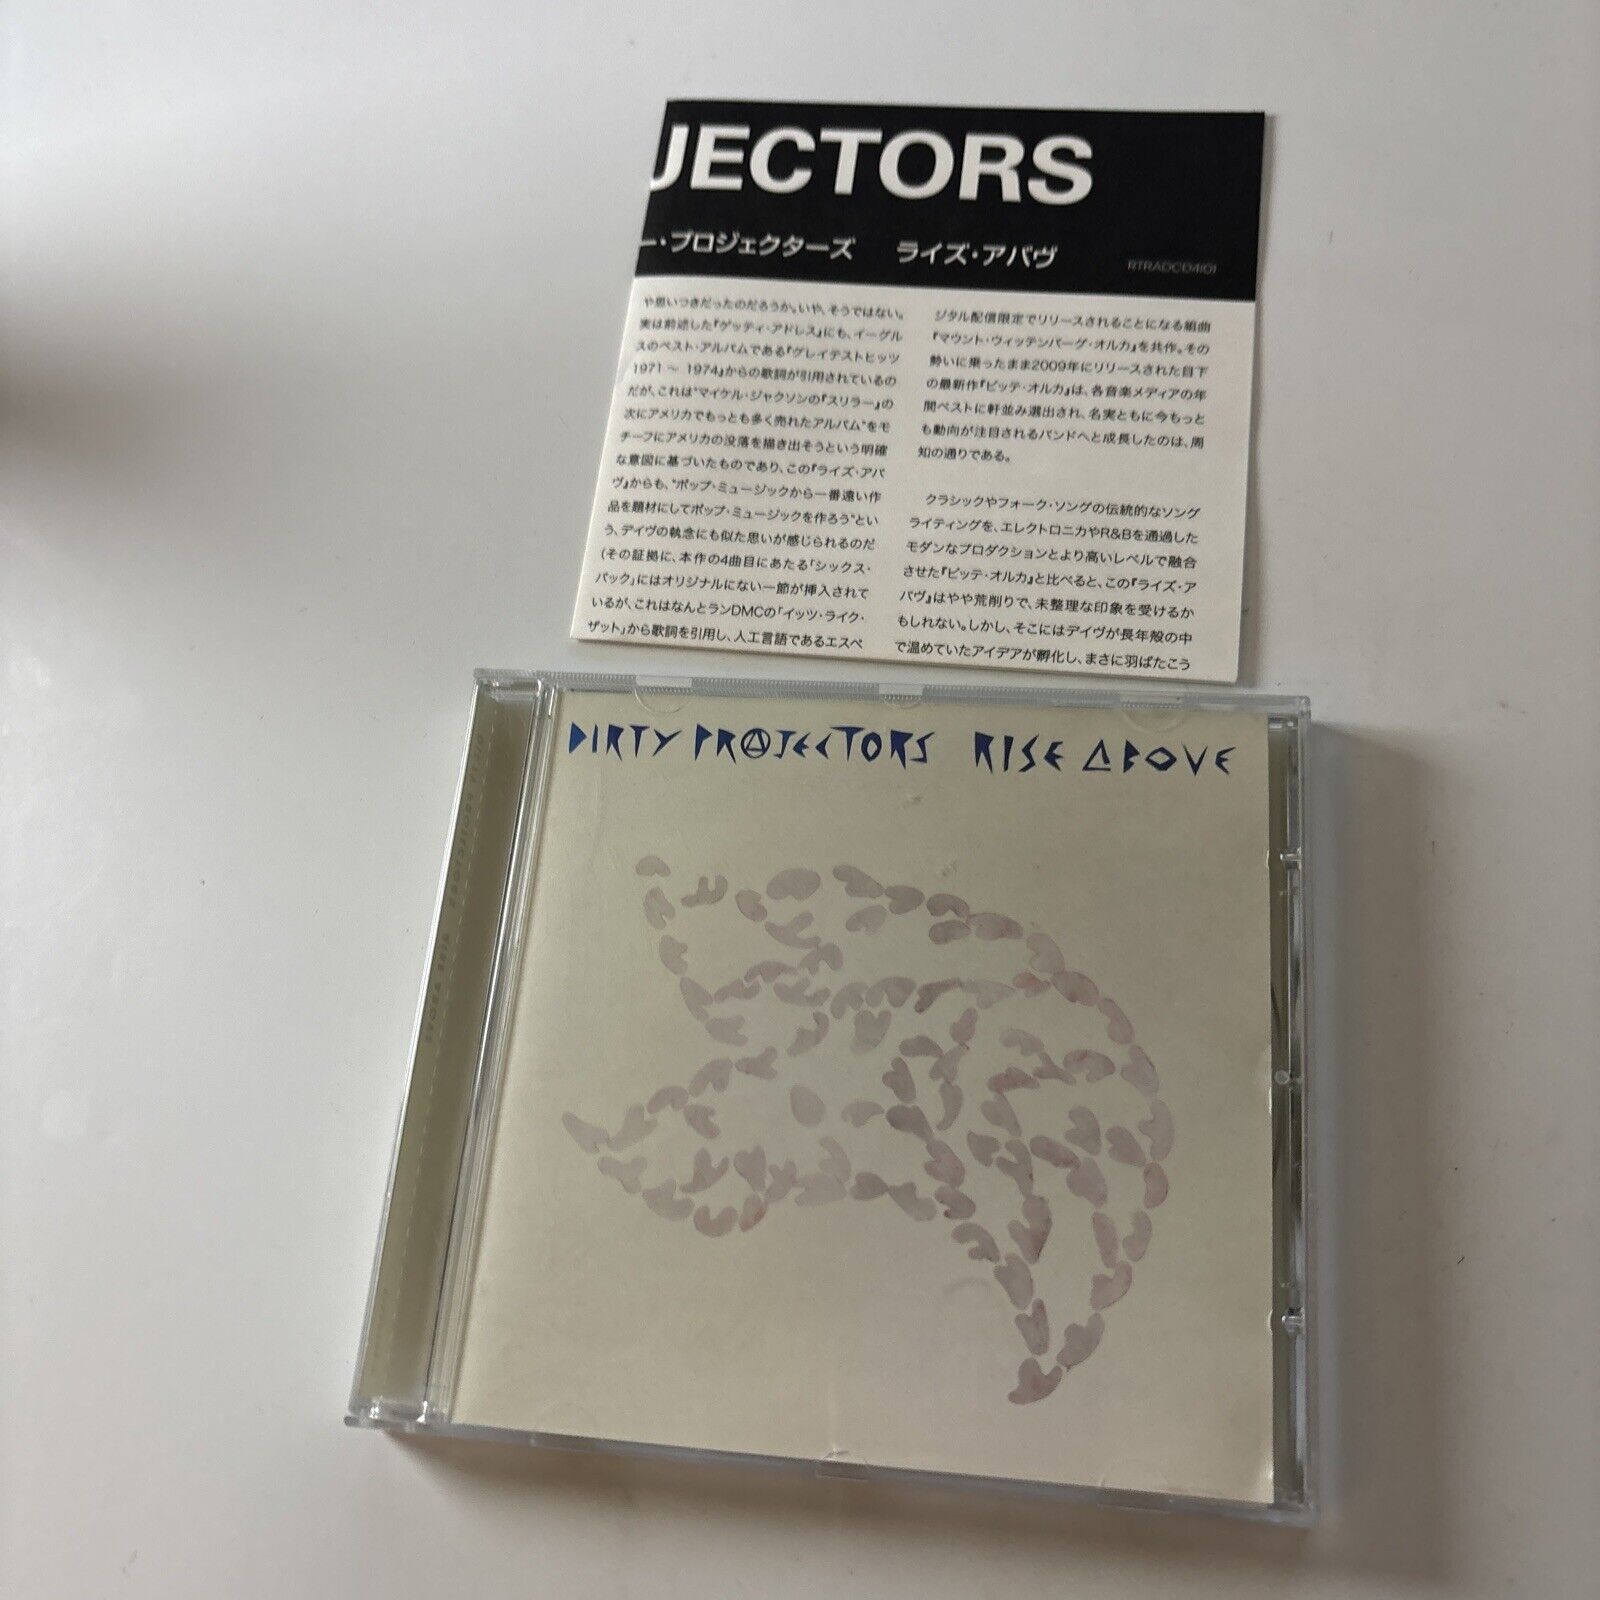 JECTORS
ー・プロジェクターズ ライズ・アバヴ
RTRADCD4101
や思いつきだったのだろうか。いや、そうではない。
実は前述した『ゲッティ・アドレス』にも、イーグル
スのベスト・アルバムである『グレイテストヒッツ
1971 〜 1974』からの歌詞が引用されているの
だが、これは"マイケル・ジャクソンの『スリラー』の
次にアメリカでもっとも多く売れたアルバム"をモ
チーフにアメリカの没落を描き出そうという明確
な意図に基づいたものであり、この『ライズ・アバ
ヴ』からも、"ポップ・ミュージックから一番遠い作
品を題材にしてポップ・ミュージックを作ろう"とい
う、デイヴの執念にも似た思いが感じられるのだ
(その証拠に、本作の4曲目にあたる「シックス・
パック」にはオリジナルにない一節が挿入されて
いるが、これはなんとランDMCの「イッツ・ライク・
ザット」から歌詞を引用し、人工言語であるエスペ
ジタル配信限定でリリースされることになる組曲
『マウント・ウィッテンバーグ・オルカ』を共作。その
勢いに乗ったまま2009年にリリースされた目下
の最新作『ビッテ・オルカ』は、各音楽メディアの年
間ベストに軒並み選出され、名実ともに今もっと
も動向が注目されるバンドへと成長したのは、周
知の通りである。
クラシックやフォーク・ソングの伝統的なソング
ライティングを、エレクトロニカやR&Bを通過した
モダンなプロダクションとより高いレベルで融合
させた『ビッテ・オルカ』と比べると、この『ライズ・ア
バヴ』はやや荒削りで、未整理な印象を受けるか
もしれない。しかし、そこにはデイヴが長年殻の中
で温めていたアイデアが孵化し、まさに羽ばたこう
DIRTY PROJECTORS RISE ABOVE
DIRTY PROJECTORS RISE ABOVE